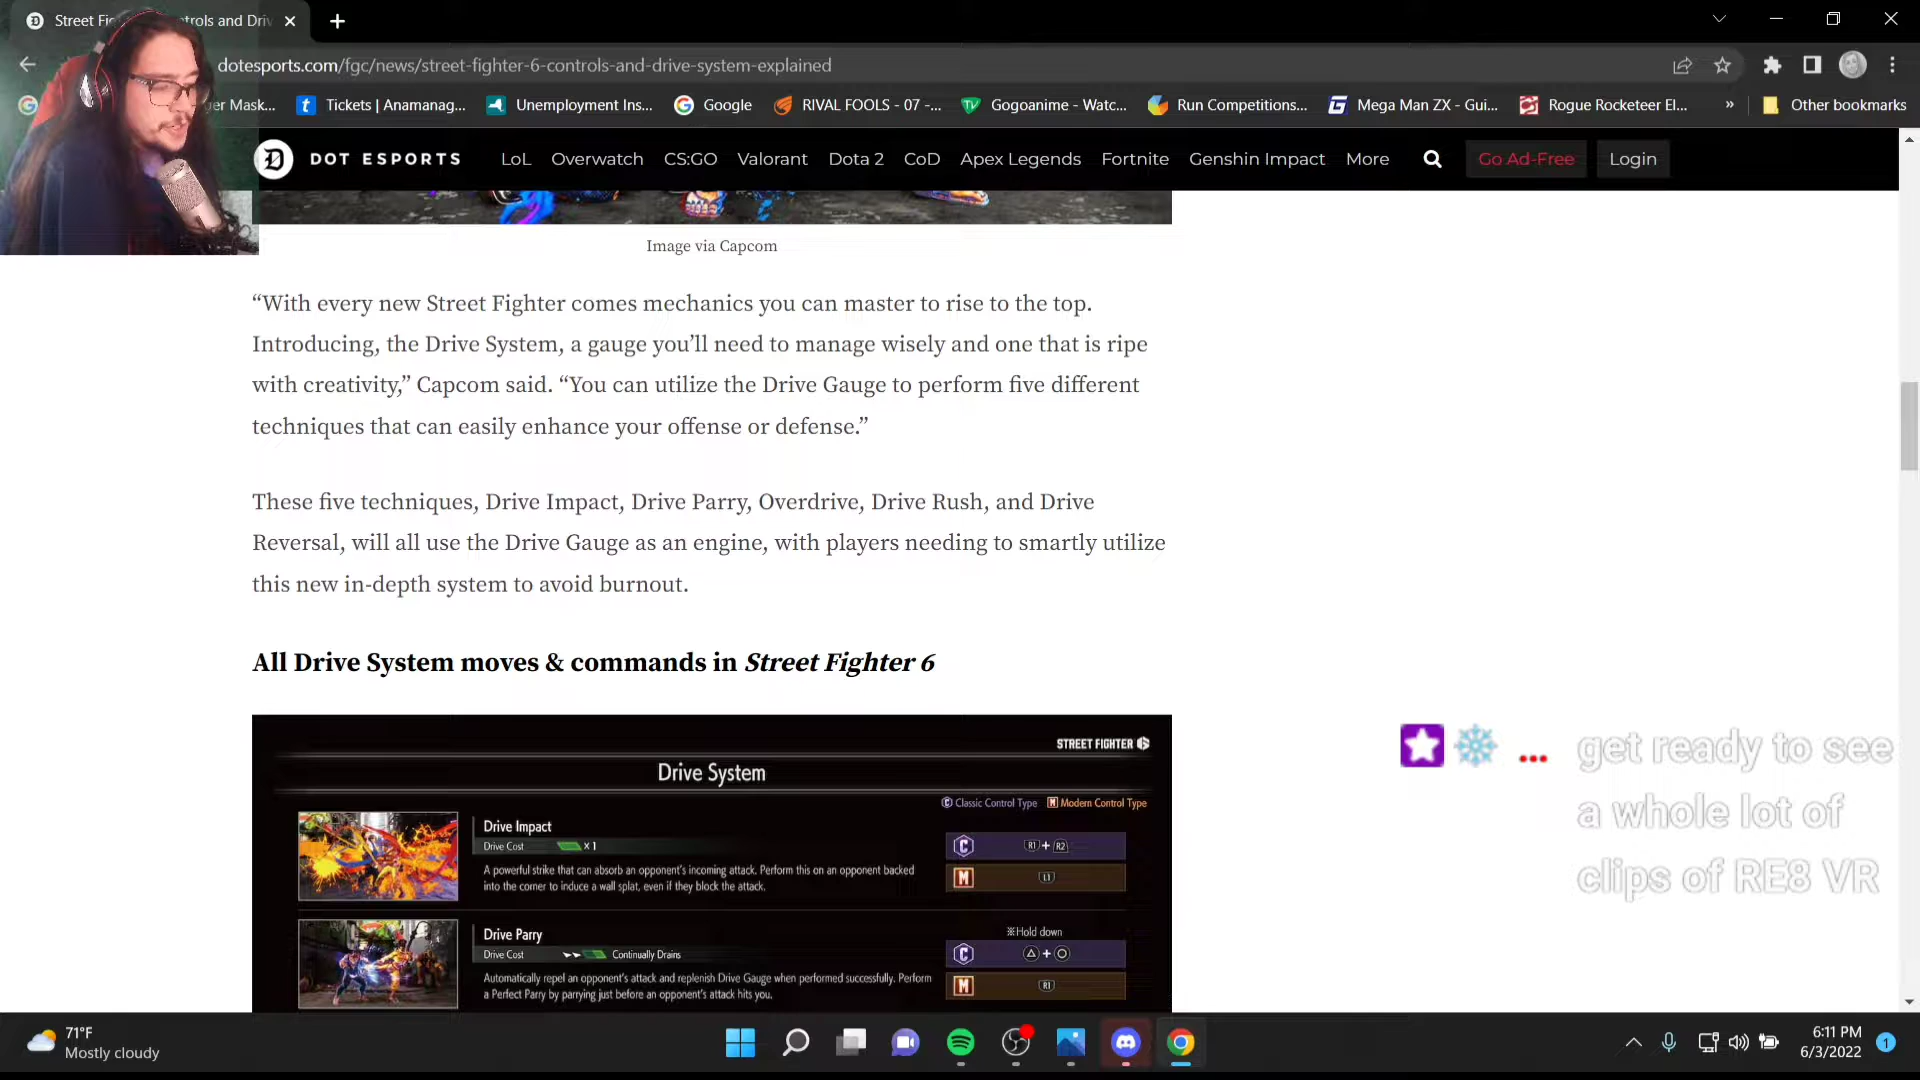 Street Fi
trols and Driv
dotesports.com/fgc/news/street-fighter-6-controls-and-drive-system-explained
er Mask...
Tickets | Anamanag...
Unemployment Ins...
Google
RIVAL FOOLS - 07 -...
Gogoanime - Watc...
Run Competitions...
Mega Man ZX - Gui...
Rogue Rocketeer El...
»
Other bookmarks
DOT ESPORTS
LoL
Overwatch
CS:GO
Valorant
Dota 2
CoD
Apex Legends
Fortnite
Genshin Impact
More
Go Ad-Free
Login
Image via Capcom
“With every new Street Fighter comes mechanics you can master to rise to the top.
Introducing, the Drive System, a gauge you’ll need to manage wisely and one that is ripe
with creativity,” Capcom said. “You can utilize the Drive Gauge to perform five different
techniques that can easily enhance your offense or defense.”
These five techniques, Drive Impact, Drive Parry, Overdrive, Drive Rush, and Drive
Reversal, will all use the Drive Gauge as an engine, with players needing to smartly utilize
this new in-depth system to avoid burnout.
All Drive System moves & commands in Street Fighter 6
STREET FIGHTER 6
Drive System
C Classic Control Type M Modern Control Type
Drive Impact
Drive Cost ×1
A powerful strike that can absorb an opponent's incoming attack. Perform this on an opponent backed
into the corner to induce a wall splat, even if they block the attack.
C R1 + R2
M L1
Drive Parry
Drive Cost Continually Drains
Automatically repel an opponent's attack and replenish Drive Gauge when performed successfully. Perform
a Perfect Parry by parrying just before an opponent's attack hits you.
※Hold down
C △ + ○
M R1
... get ready to see
a whole lot of
clips of RE8 VR
71°F
Mostly cloudy
6:11 PM
6/3/2022
1